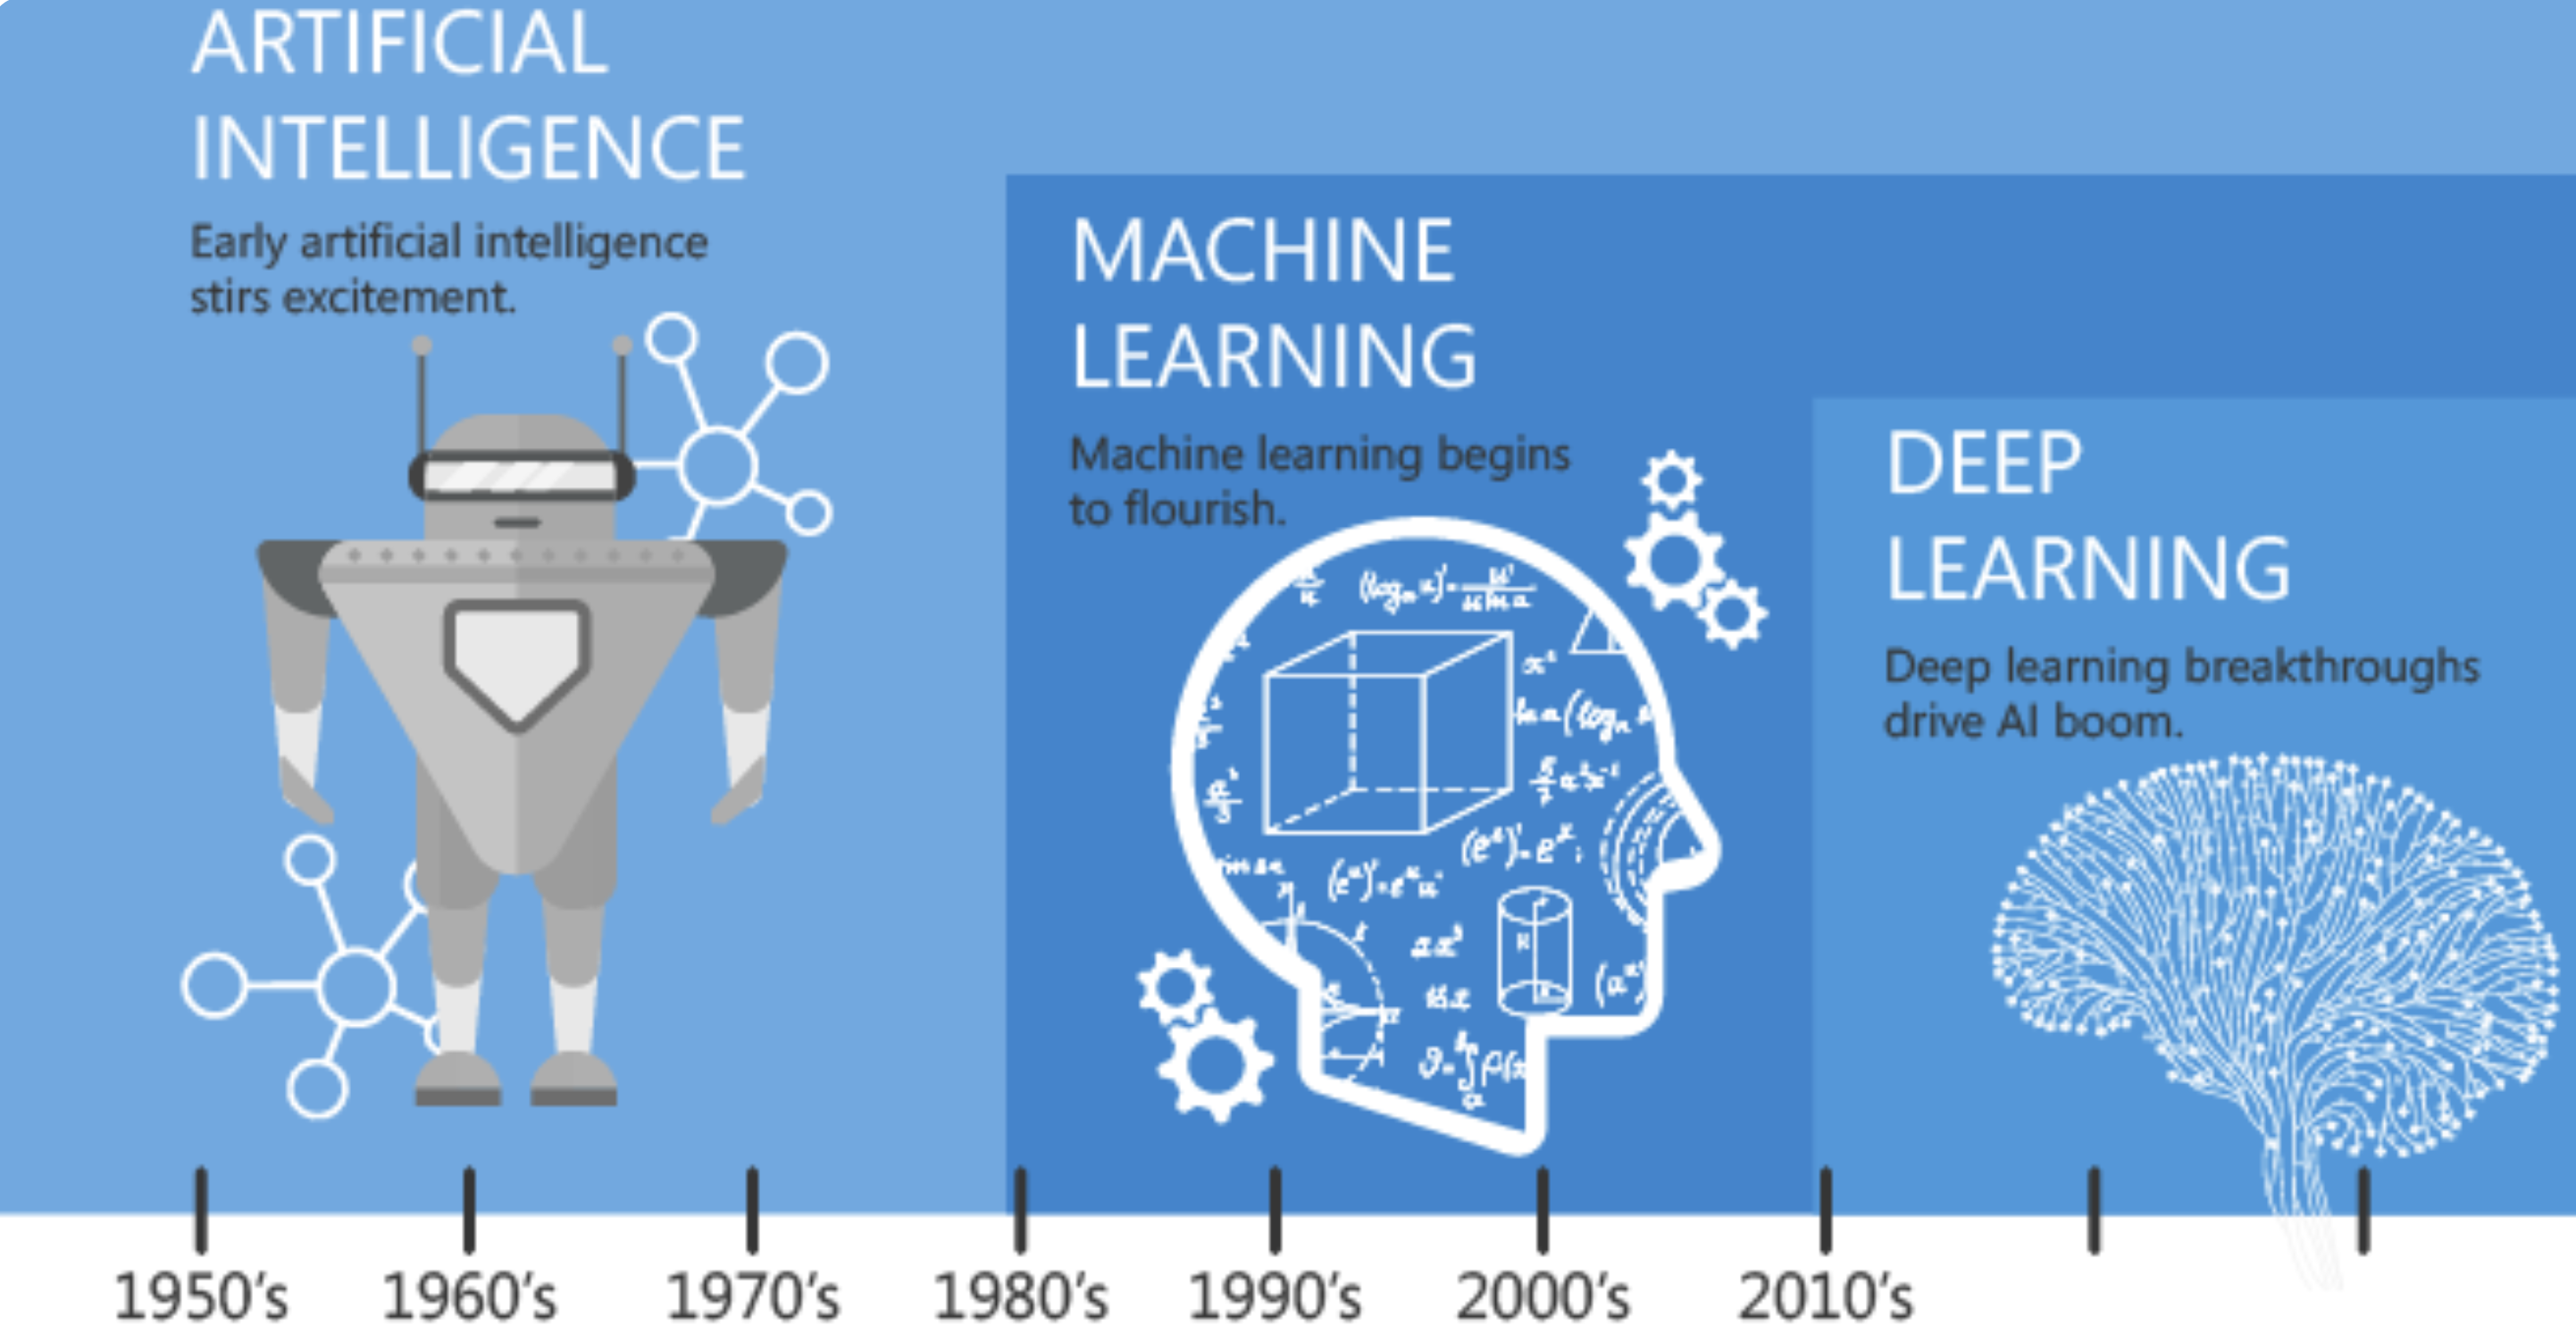 ARTIFICIAL
INTELLIGENCE
Early artificial intelligence
stirs excitement.
MACHINE
LEARNING
Machine learning begins
to flourish.
DEEP
LEARNING
Deep learning breakthroughs
drive AI boom.
1950's
1960's
1970's
1980's
1990's
2000's
2010's